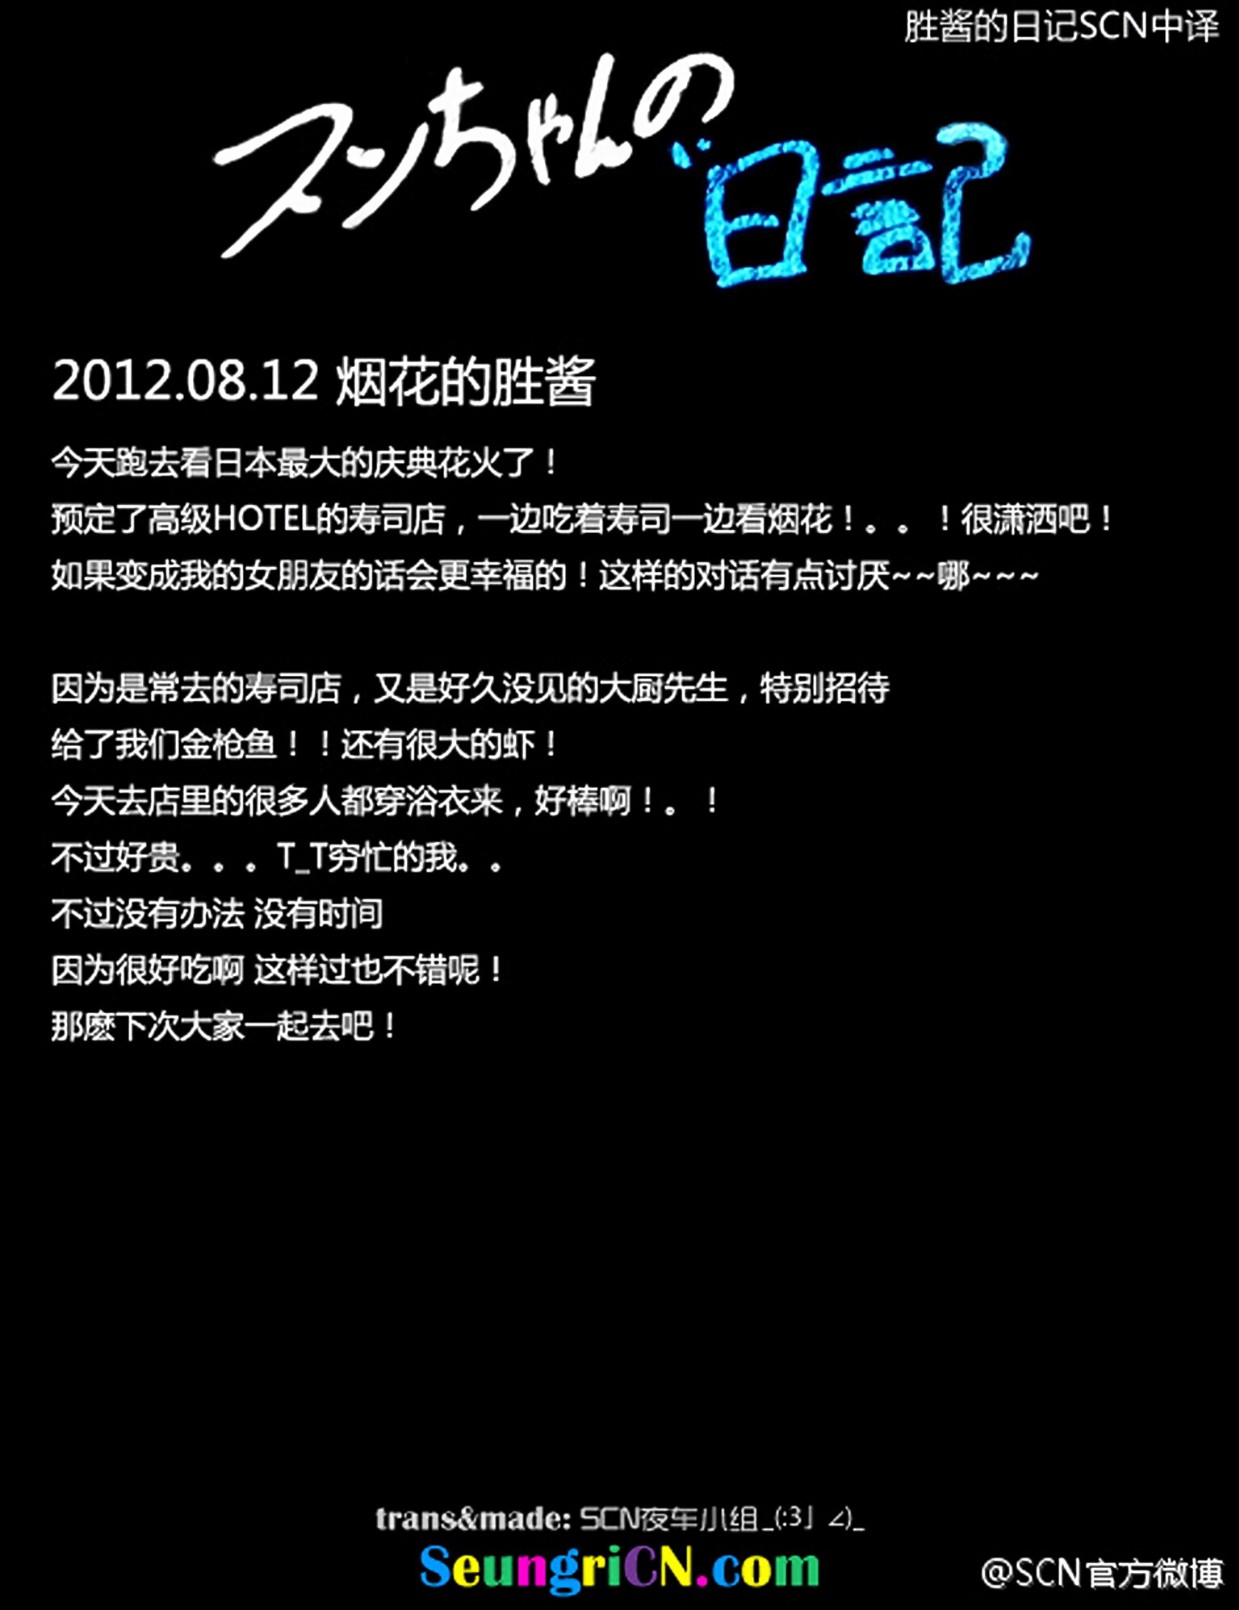 胜酱的日记SCN中译
スンちゃんの
日記
2012.08.12 烟花的胜酱
今天跑去看日本最大的庆典花火了！
预定了高级HOTEL的寿司店，一边吃着寿司一边看烟花！。。！很潇洒吧！
如果变成我的女朋友的话会更幸福的！这样的对话有点讨厌~~哪~~~
因为是常去的寿司店，又是好久没见的大厨先生，特别招待
给了我们金枪鱼！！还有很大的虾！
今天去店里的很多人都穿浴衣来，好棒啊！。！
不过好贵。。。T_T穷忙的我。。
不过没有办法 没有时间
因为很好吃啊 这样过也不错呢！
那麽下次大家一起去吧！
trans&made: SCN夜车小组_(:3」∠)_
SeungriCN.com
@SCN官方微博